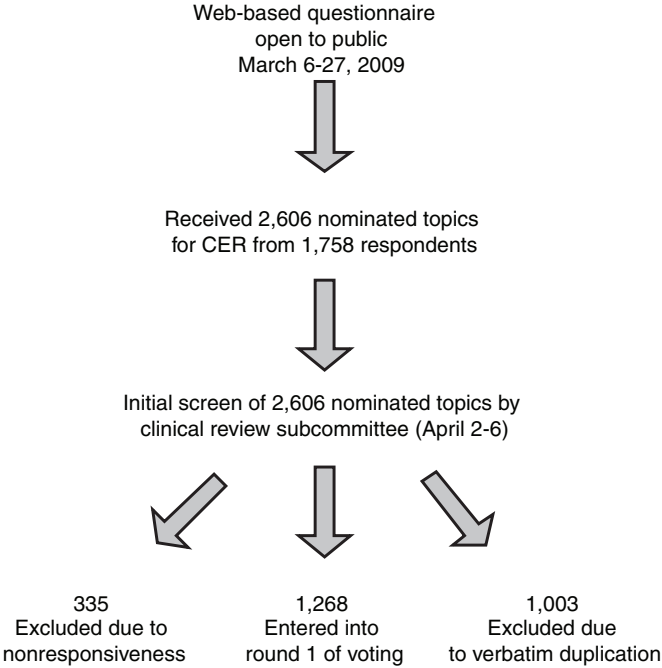 Web-based questionnaire
open to public
March 6-27, 2009
Received 2,606 nominated topics
for CER from 1,758 respondents
Initial screen of 2,606 nominated topics by
clinical review subcommittee (April 2-6)
335
Excluded due to
nonresponsiveness
1,268
Entered into
round 1 of voting
1,003
Excluded due
to verbatim duplication